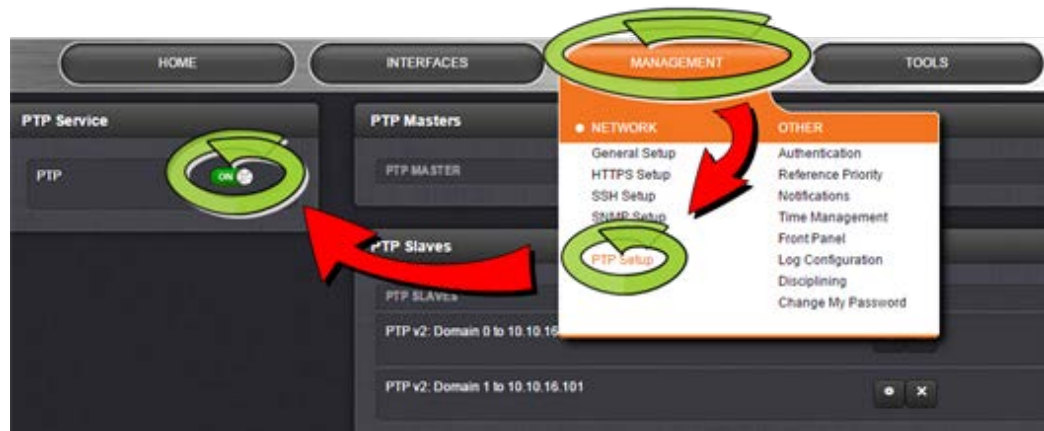 HOME
INTERFACES
MANAGEMENT
TOOLS
PTP Service
PTP
ON
PTP Masters
PTP MASTER
PTP Slaves
PTP SLAVES
PTP v2: Domain 0 to 10.10.16
PTP v2: Domain 1 to 10.10.16.101
NETWORK
General Setup
HTTPS Setup
SSH Setup
SNMP Setup
PTP Setup
OTHER
Authentication
Reference Priority
Notifications
Time Management
Front Panel
Log Configuration
Disciplining
Change My Password